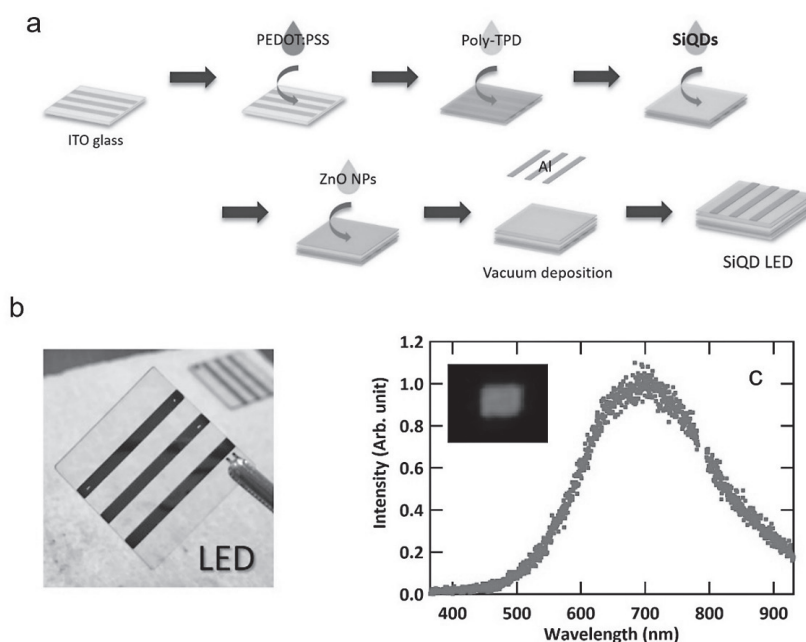 a
PEDOT:PSS
Poly-TPD
SiQDs
ITO glass
ZnO NPs
Al
Vacuum deposition
SiQD LED
b
LED
c
Intensity (Arb. unit)
1.2
1.0
0.8
0.6
0.4
0.2
0.0
400 500 600 700 800 900
Wavelength (nm)